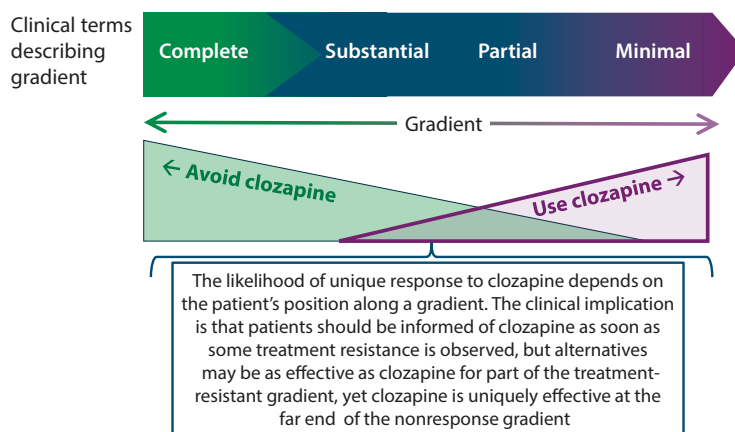 Clinical terms
describing
gradient
Complete
Substantial
Partial
Minimal
Gradient
← Avoid clozapine
Use clozapine →
The likelihood of unique response to clozapine depends on
the patient's position along a gradient. The clinical implication
is that patients should be informed of clozapine as soon as
some treatment resistance is observed, but alternatives
may be as effective as clozapine for part of the treatment-
resistant gradient, yet clozapine is uniquely effective at the
far end of the nonresponse gradient